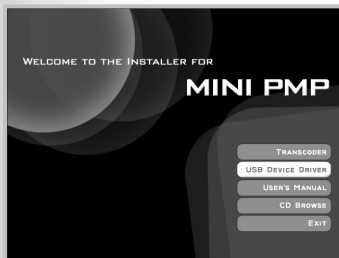 Welcome to the Installer for
MINI PMP
Transcoder
USB Device Driver
User's Manual
CD Browse
Exit